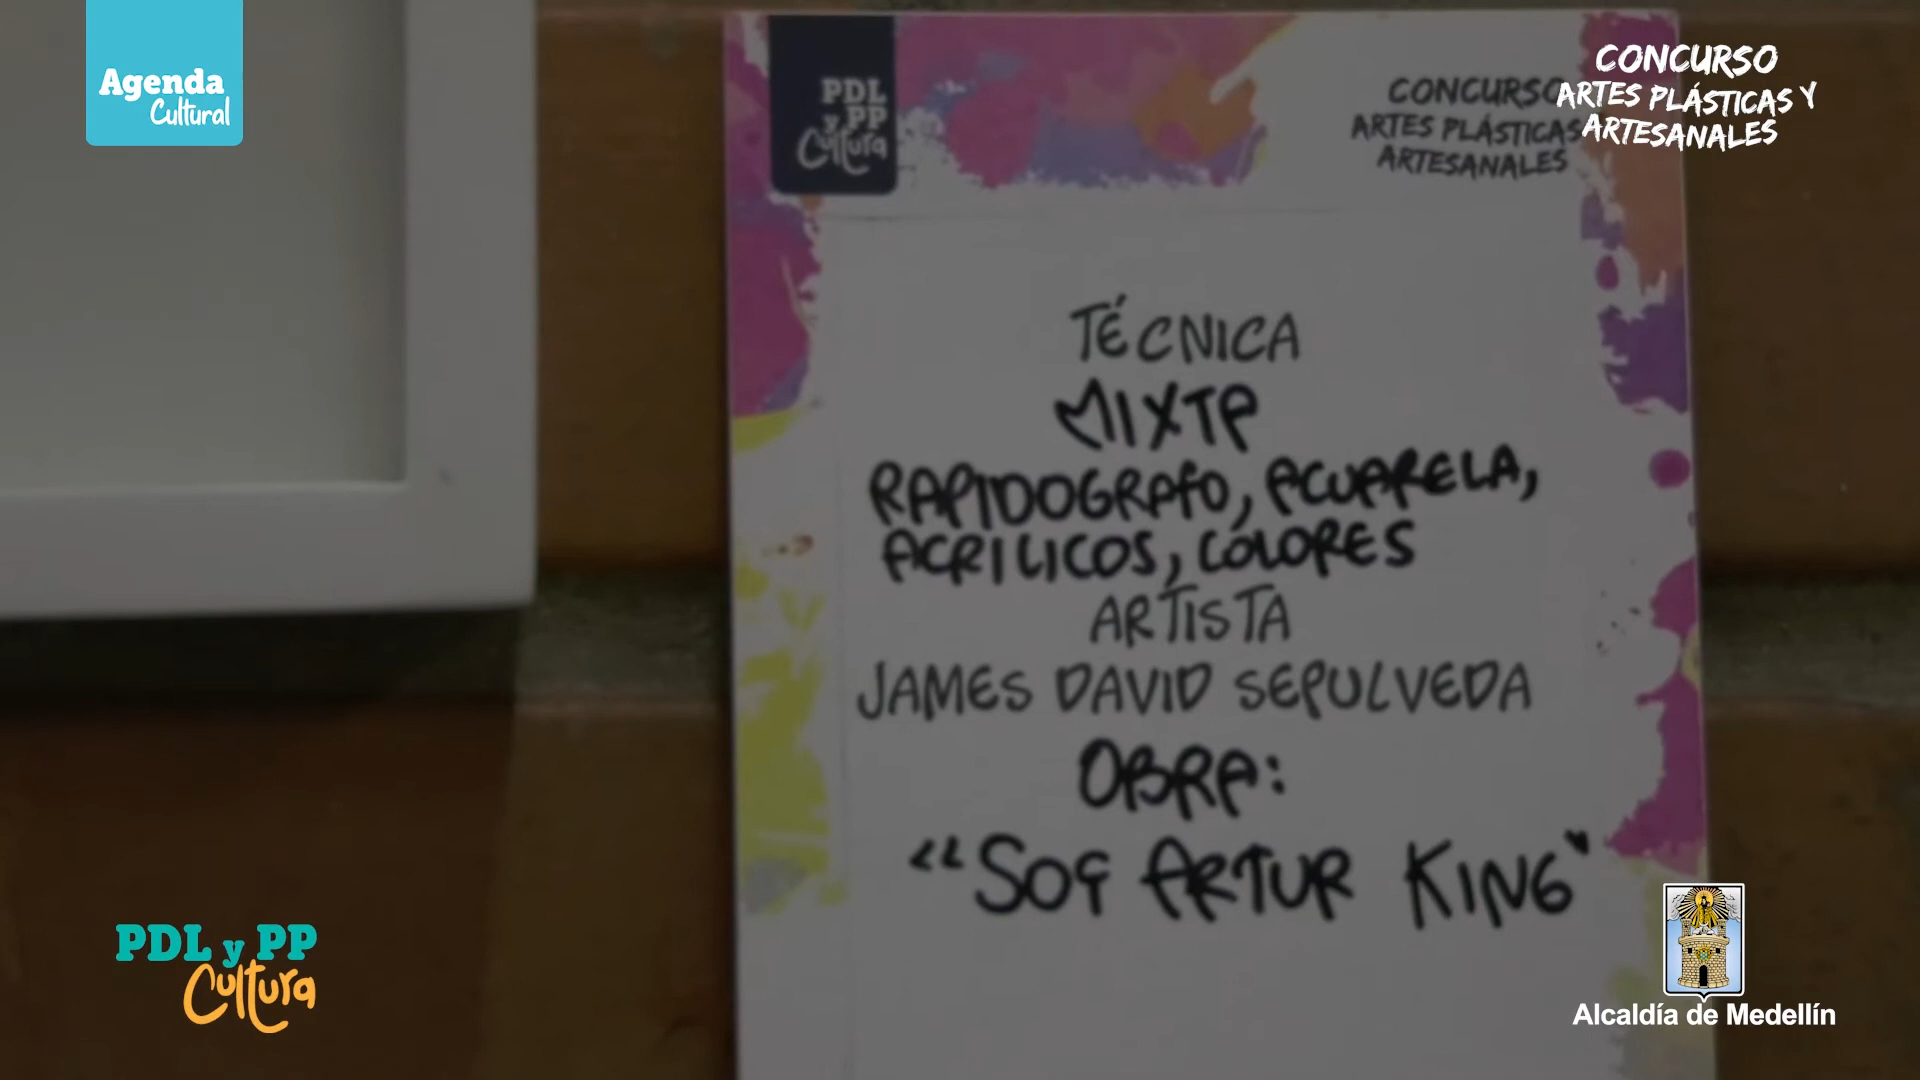 Agenda
Cultural
CONCURSO
ARTES PLÁSTICAS Y
ARTESANALES
PDL
y PP
Cultura
CONCURSO
ARTES PLÁSTICAS
ARTESANALES
TÉCNICA
MIXTA
RAPIDOGRAFO, ACUARELA,
ACRILICOS, COLORES
ARTISTA
JAMES DAVID SEPULVEDA
OBRA:
"SOY ARTUR KING"
PDL y PP
Cultura
Alcaldía de Medellín